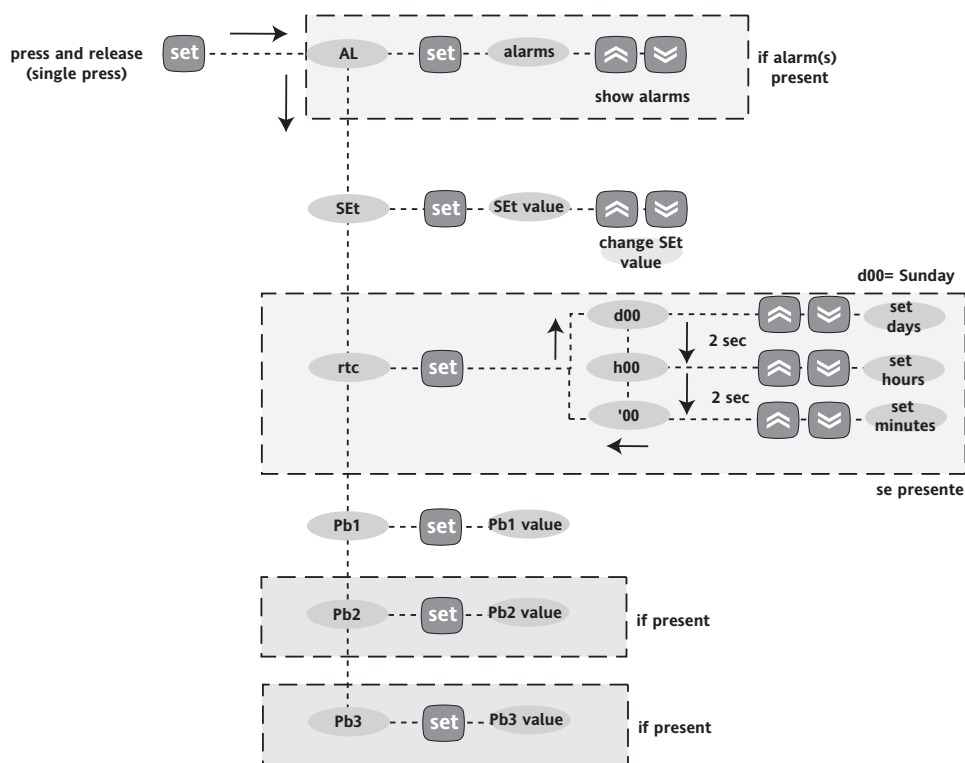 press and release
(single press)
set
AL
set
alarms
show alarms
if alarm(s)
present
SEt
set
SEt value
change SEt
value
d00= Sunday
rtc
set
d00
2 sec
set
days
h00
2 sec
set
hours
'00
set
minutes
se presente
Pb1
set
Pb1 value
Pb2
set
Pb2 value
if present
Pb3
set
Pb3 value
if present